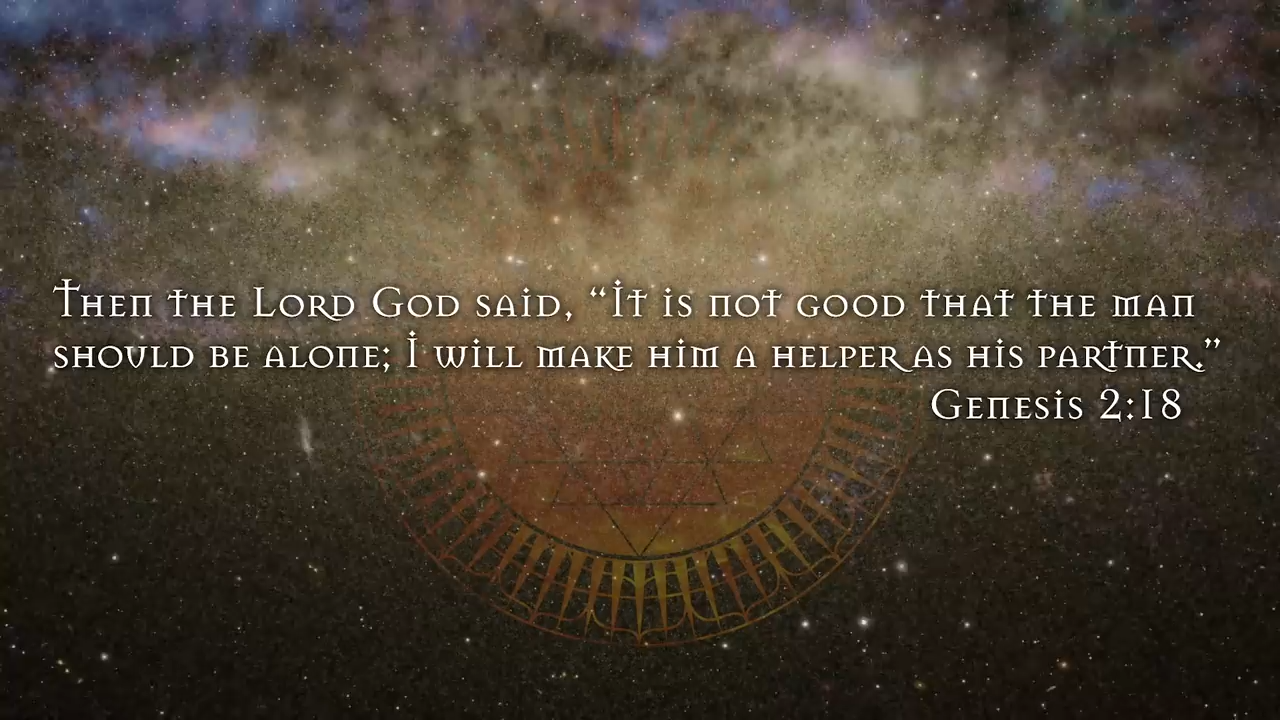 Then the Lord God said, “It is not good that the man
should be alone; I will make him a helper as his partner.”
Genesis 2:18